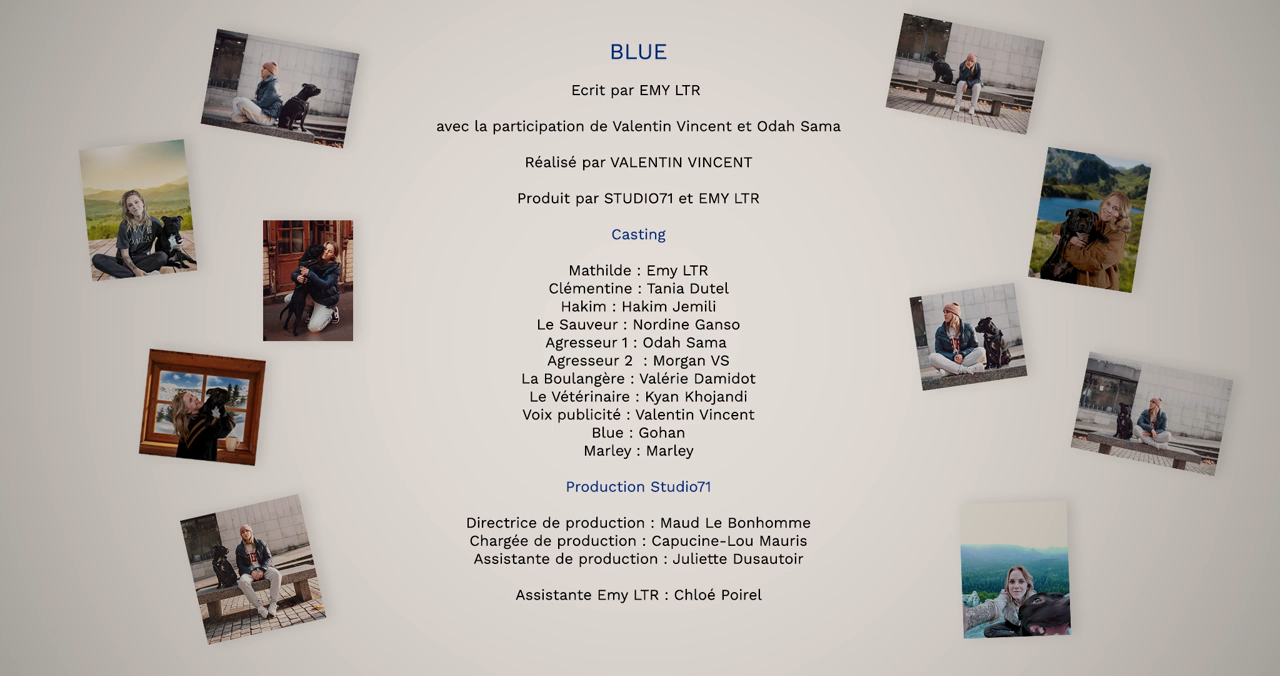 BLUE
Ecrit par EMY LTR
avec la participation de Valentin Vincent et Odah Sama
Réalisé par VALENTIN VINCENT
Produit par STUDIO71 et EMY LTR
Casting
Mathilde : Emy LTR
Clémentine : Tania Dutel
Hakim : Hakim Jemili
Le Sauveur : Nordine Ganso
Agresseur 1 : Odah Sama
Agresseur 2 : Morgan VS
La Boulangère : Valérie Damidot
Le Vétérinaire : Kyan Khojandi
Voix publicité : Valentin Vincent
Blue : Gohan
Marley : Marley
Production Studio71
Directrice de production : Maud Le Bonhomme
Chargée de production : Capucine-Lou Mauris
Assistante de production : Juliette Dusautoir
Assistante Emy LTR : Chloé Poirel